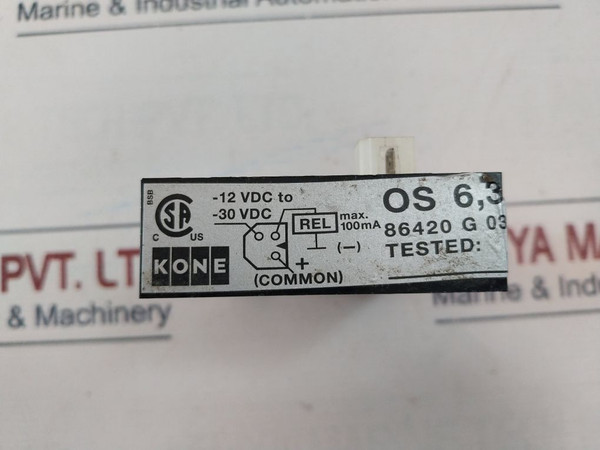 Marine & Industrial Automation
BSB
C
US
-12 VDC to
-30 VDC
KONE
REL
max.
100mA
(-)
+
(COMMON)
OS 6,3
86420 G 03
TESTED:
PVT. LT
& Machinery
YA M
Marine & Ind